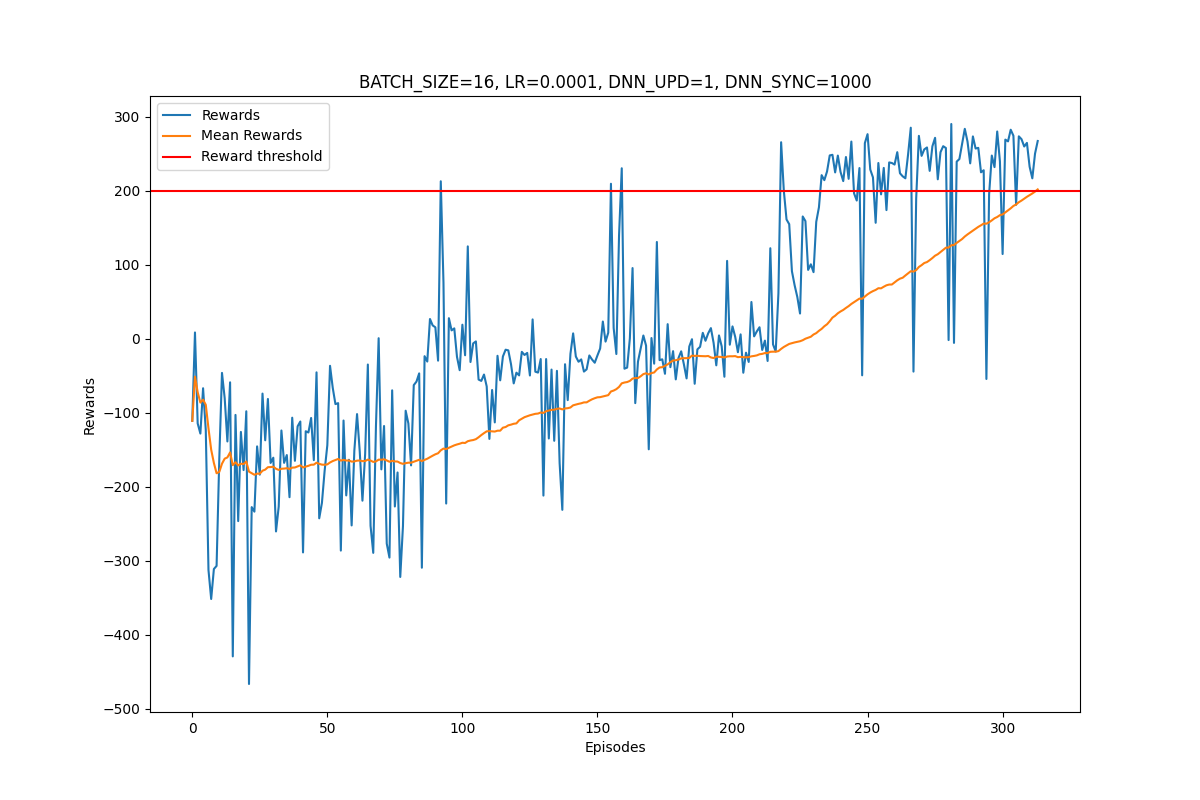 BATCH_SIZE=16, LR=0.0001, DNN_UPD=1, DNN_SYNC=1000
Rewards
Mean Rewards
Reward threshold
300
200
100
0
−100
−200
−300
−400
−500
Rewards
0 50 100 150 200 250 300
Episodes